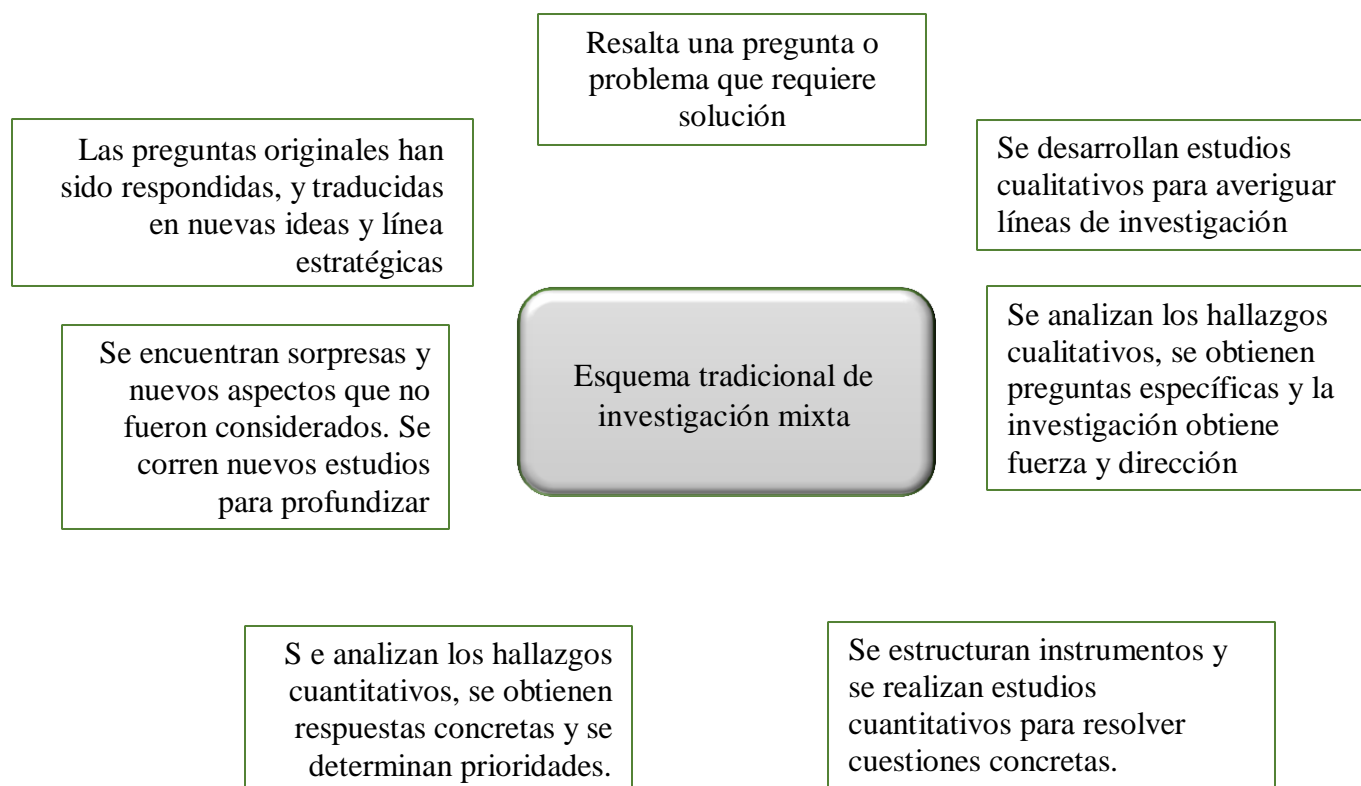 Resalta una pregunta o
problema que requiere
solución
Se desarrollan estudios
cualitativos para averiguar
líneas de investigación
Se analizan los hallazgos
cualitativos, se obtienen
preguntas específicas y la
investigación obtiene
fuerza y dirección
Se estructuran instrumentos y
se realizan estudios
cuantitativos para resolver
cuestiones concretas.
S e analizan los hallazgos
cuantitativos, se obtienen
respuestas concretas y se
determinan prioridades.
Se encuentran sorpresas y
nuevos aspectos que no
fueron considerados. Se
corren nuevos estudios
para profundizar
Las preguntas originales han
sido respondidas, y traducidas
en nuevas ideas y línea
estratégicas
Esquema tradicional de
investigación mixta